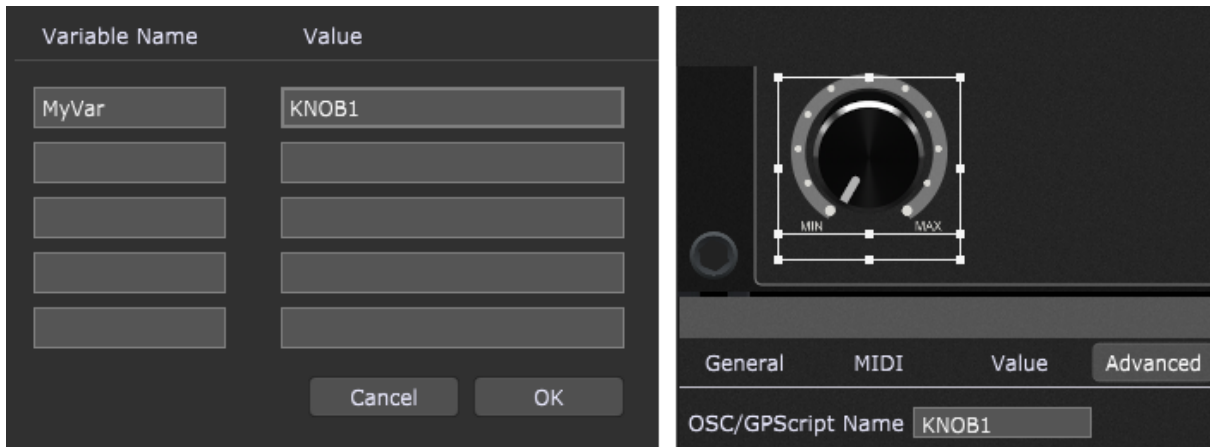 Variable Name Value
MyVar KNOB1
Cancel OK
MIN MAX
General MIDI Value Advanced
OSC/GPScript Name KNOB1